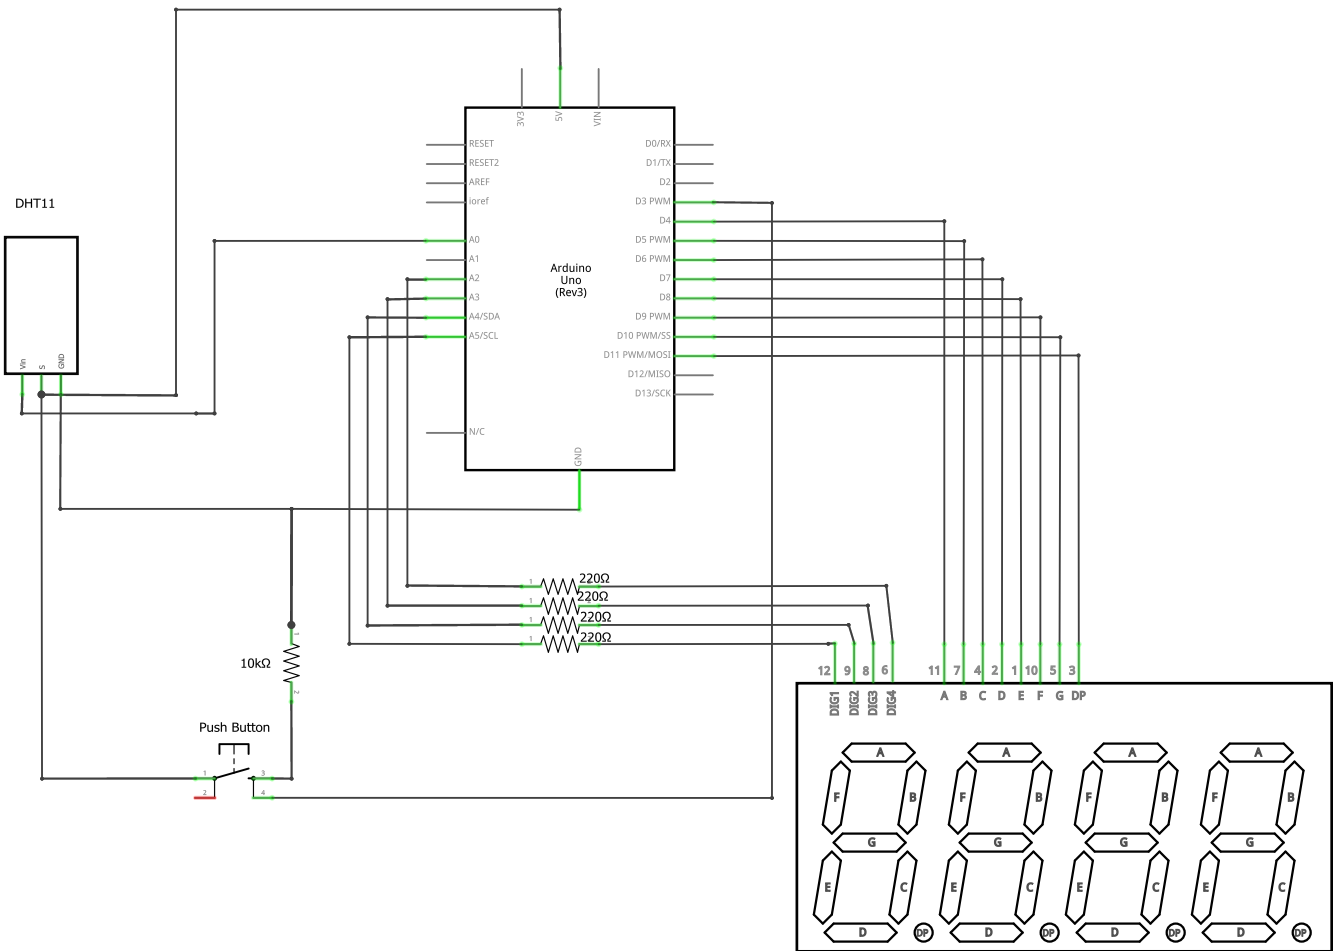 3V3
5V
VIN
RESET
D0/RX
RESET2
D1/TX
AREF
D2
ioref
D3 PWM
DHT11
D4
A0
D5 PWM
A1
D6 PWM
Arduino
Uno
(Rev3)
A2
D7
A3
D8
A4/SDA
D9 PWM
A5/SCL
D10 PWM/SS
D11 PWM/MOSI
Vin
S
GND
D12/MISO
D13/SCK
N/C
GND
1
220Ω
1
220Ω
1
220Ω
1
220Ω
1
10kΩ
2
Push Button
1
3
2
4
12
9
8
6
11
7
4
2
1
10
5
3
DIG1
DIG2
DIG3
DIG4
A
B
C
D
E
F
G
DP
A
A
A
A
F
B
F
B
F
B
F
B
G
G
G
G
E
C
E
C
E
C
E
C
D
DP
D
DP
D
DP
D
DP